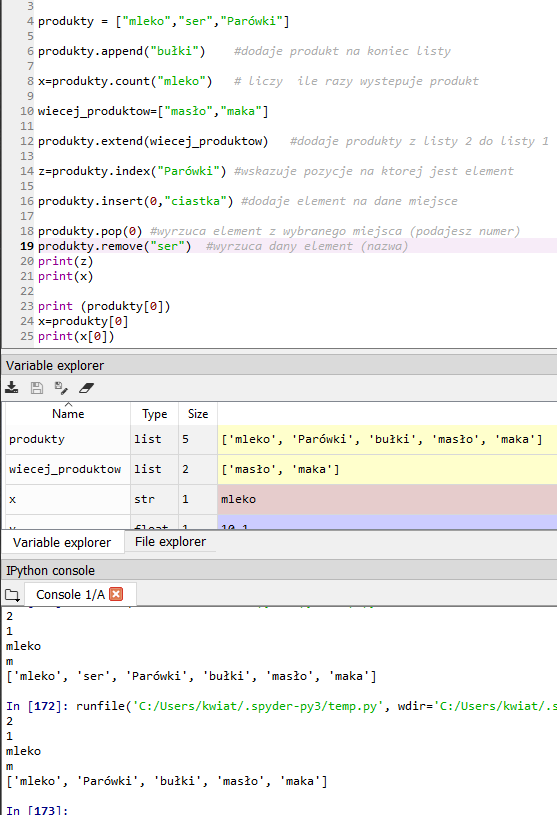 3
4 produkty = ["mleko","ser","Parówki"]
5
6 produkty.append("bułki")    #dodaje produkt na koniec listy
7
8 x=produkty.count("mleko")   # liczy  ile razy wystepuje produkt
9
10 wiecej_produktow=["masło","maka"]
11
12 produkty.extend(wiecej_produktow)   #dodaje produkty z listy 2 do listy 1
13
14 z=produkty.index("Parówki") #wskazuje pozycje na ktorej jest element
15
16 produkty.insert(0,"ciastka") #dodaje element na dane miejsce
17
18 produkty.pop(0) #wyrzuca element z wybranego miejsca (podajesz numer)
19 produkty.remove("ser")  #wyrzuca dany element (nazwa)
20 print(z)
21 print(x)
22
23 print (produkty[0])
24 x=produkty[0]
25 print(x[0])
Variable explorer
Name Type Size
produkty list 5 ['mleko', 'Parówki', 'bułki', 'masło', 'maka']
wiecej_produktow list 2 ['masło', 'maka']
x str 1 mleko
float 1 10.1
Variable explorer File explorer
IPython console
Console 1/A
2
1
mleko
m
['mleko', 'ser', 'Parówki', 'bułki', 'masło', 'maka']
In [172]: runfile('C:/Users/kwiat/.spyder-py3/temp.py', wdir='C:/Users/kwiat/.s
2
1
mleko
m
['mleko', 'Parówki', 'bułki', 'masło', 'maka']
In [173]: